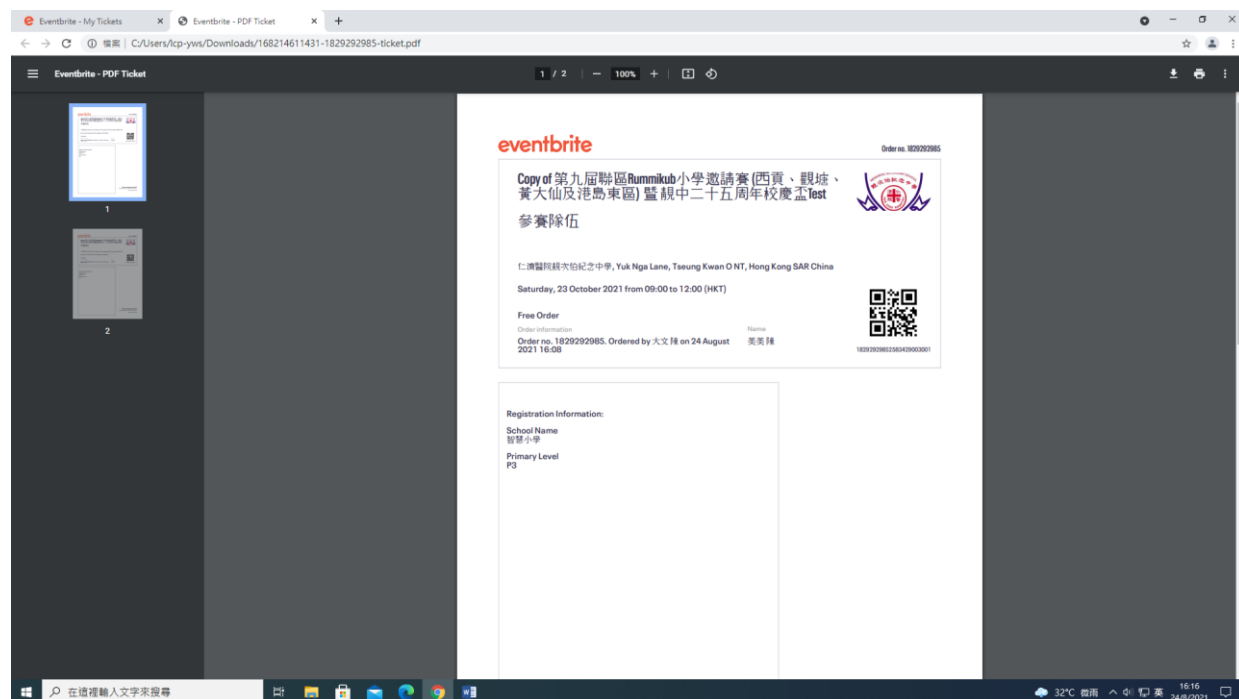 Eventbrite - My Tickets
Eventbrite - PDF Ticket
檔案 | C:/Users/lcp-yws/Downloads/168214611431-1829292985-ticket.pdf
Eventbrite - PDF Ticket
1 / 2
100%
1
2
eventbrite
Order no. 1829292985
Copy of 第九屆聯區Rummikub小學邀請賽(西貢、觀塘、
黃大仙及港島東區) 暨靚中二十五周年校慶盃Test
參賽隊伍
仁濟醫院靚次伯紀念中學, Yuk Nga Lane, Tseung Kwan O NT, Hong Kong SAR China
Saturday, 23 October 2021 from 09:00 to 12:00 (HKT)
Free Order
Order information
Name
Order no. 1829292985. Ordered by 大文 陳 on 24 August
2021 16:08
美美 陳
18292929852583429003001
Registration Information:
School Name
智慧小學
Primary Level
P3
在這裡輸入文字來搜尋
32°C 微雨
英
16:16
24/8/2021